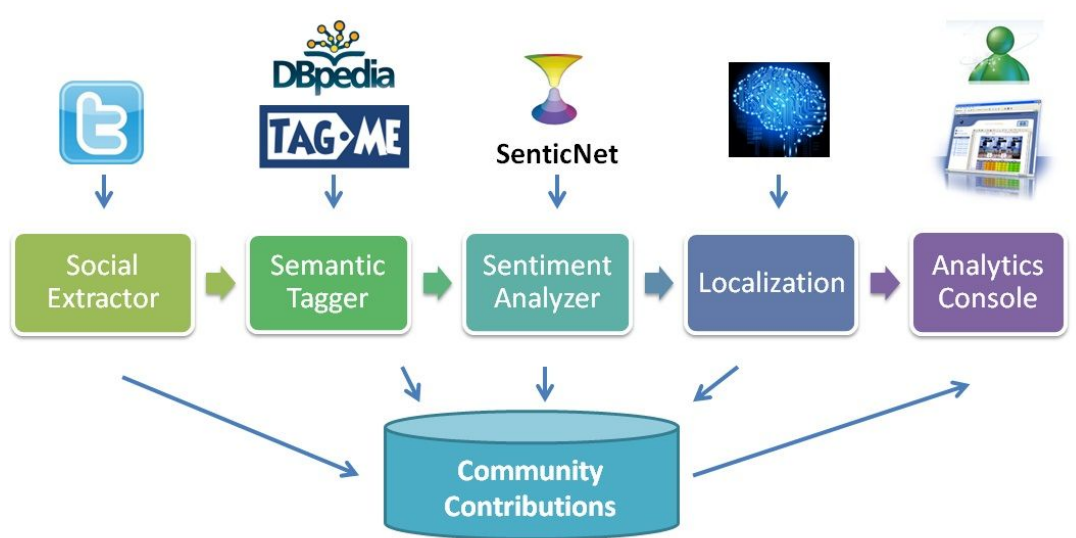 DBpedia
TAG•ME
SenticNet
Social
Extractor
Semantic
Tagger
Sentiment
Analyzer
Localization
Analytics
Console
Community
Contributions